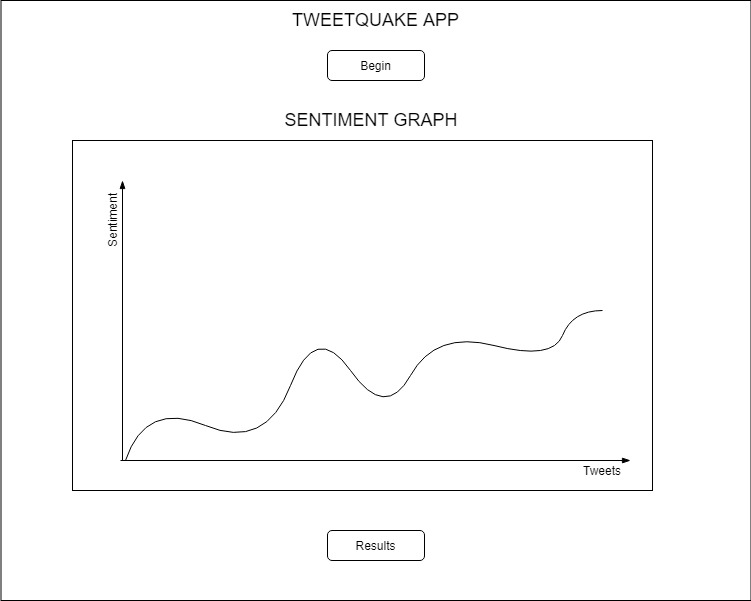 TWEETQUAKE APP
Begin
SENTIMENT GRAPH
Sentiment
Tweets
Results